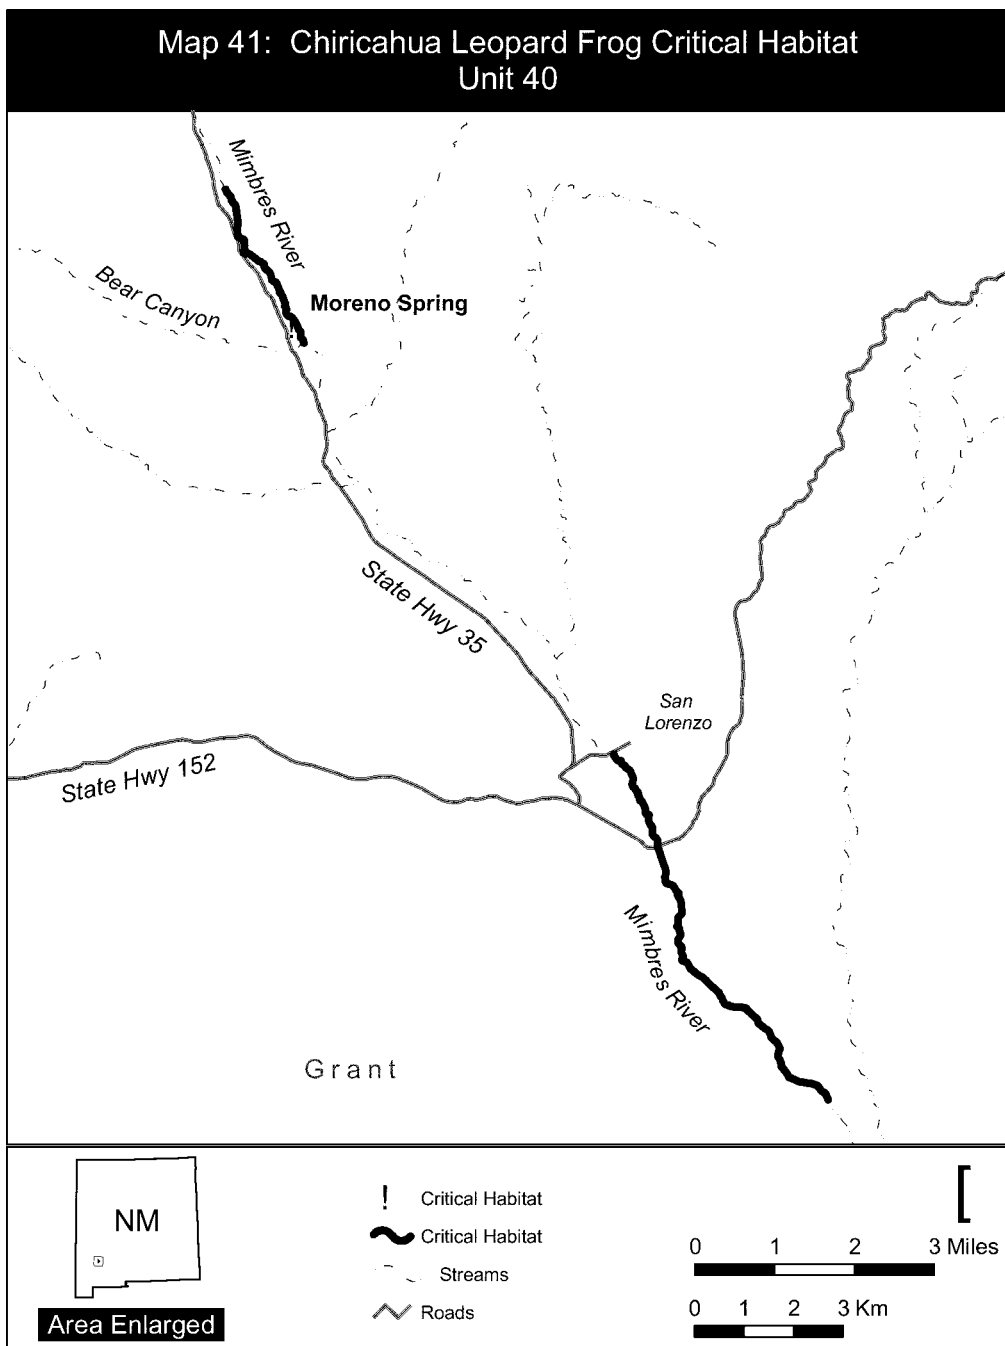 Map 41: Chiricahua Leopard Frog Critical Habitat
Unit 40
Mimbres River
Bear Canyon
Moreno Spring
!
State Hwy 35
San
Lorenzo
State Hwy 152
Mimbres River
Grant
NM
Area Enlarged
! Critical Habitat
Critical Habitat
Streams
Roads
[
0 1 2 3 Miles
0 1 2 3 Km